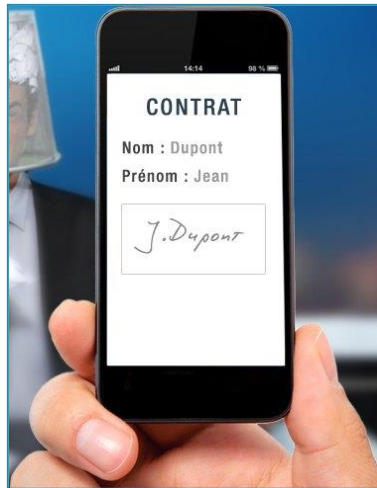 14:14 98 %
CONTRAT
Nom : Dupont
Prénom : Jean
J. Dupont